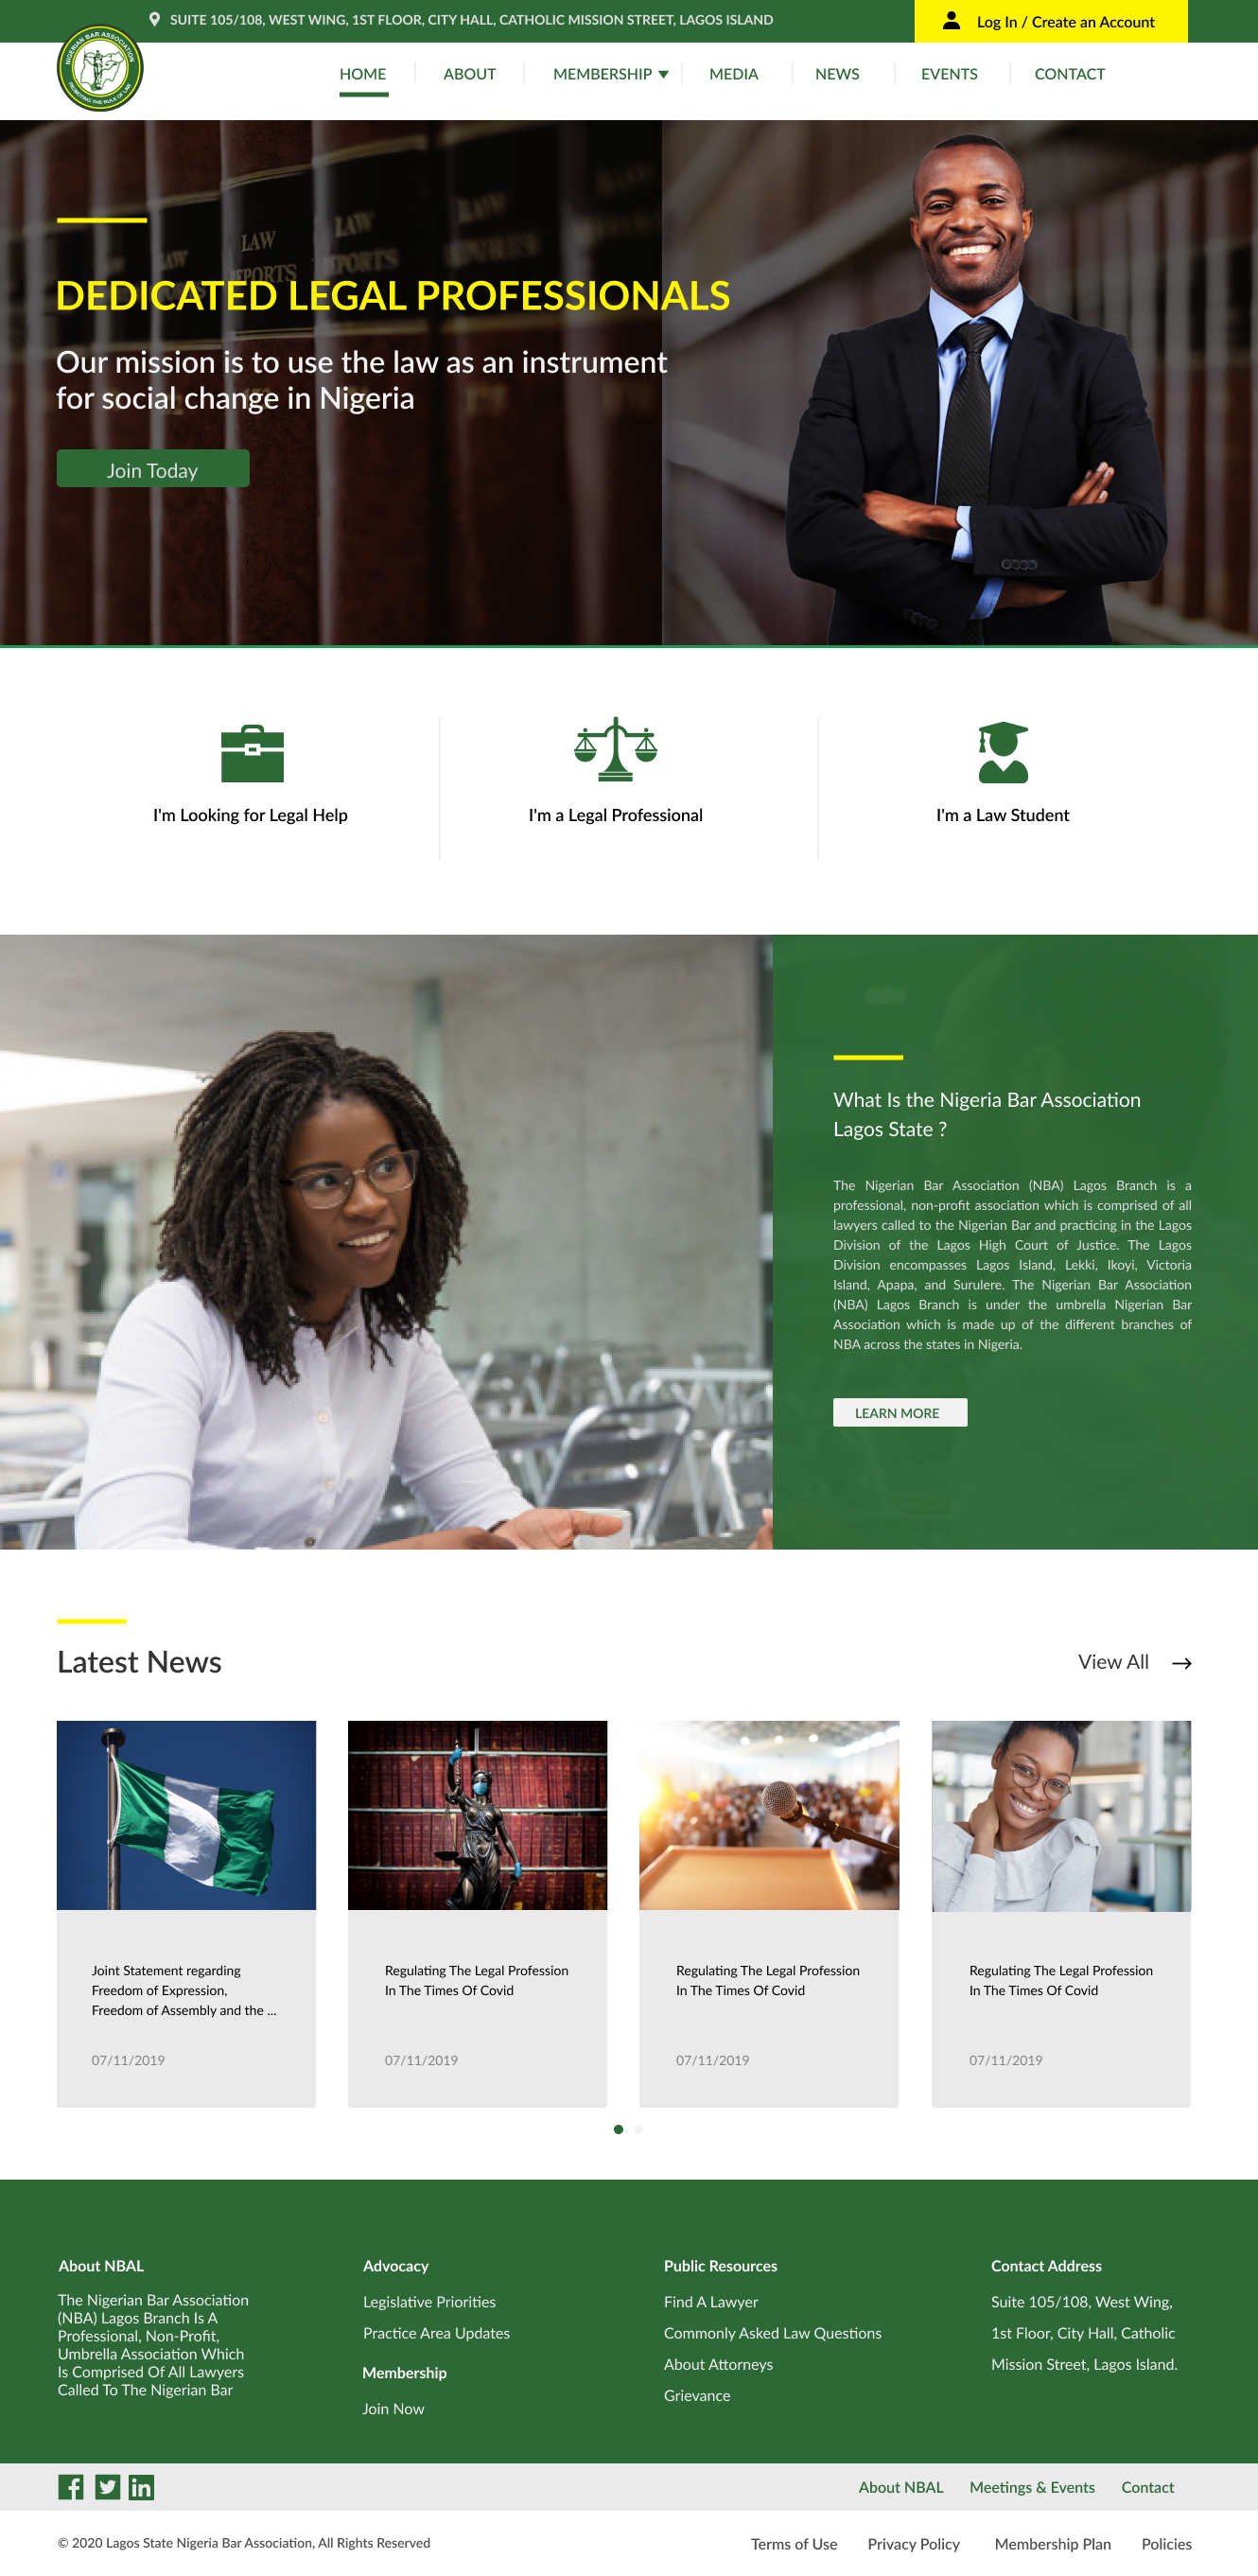 SUITE 105/108, WEST WING, 1ST FLOOR, CITY HALL, CATHOLIC MISSION STREET, LAGOS ISLAND
Log In / Create an Account
NIGERIAN BAR ASSOCIATION
PROMOTING THE RULE OF LAW
HOME
ABOUT
MEMBERSHIP
MEDIA
NEWS
EVENTS
CONTACT
LAW
LAW
LAW
REPORTS
REPORTS
DEDICATED LEGAL PROFESSIONALS
Our mission is to use the law as an instrument
for social change in Nigeria
Join Today
I'm Looking for Legal Help
I'm a Legal Professional
I'm a Law Student
What Is the Nigeria Bar Association
Lagos State ?
The Nigerian Bar Association (NBA) Lagos Branch is a
professional, non-profit association which is comprised of all
lawyers called to the Nigerian Bar and practicing in the Lagos
Division of the Lagos High Court of Justice. The Lagos
Division encompasses Lagos Island, Lekki, Ikoyi, Victoria
Island, Apapa, and Surulere. The Nigerian Bar Association
(NBA) Lagos Branch is under the umbrella Nigerian Bar
Association which is made up of the different branches of
NBA across the states in Nigeria.
LEARN MORE
Latest News
View All
Joint Statement regarding
Freedom of Expression,
Freedom of Assembly and the ...
07/11/2019
Regulating The Legal Profession
In The Times Of Covid
07/11/2019
Regulating The Legal Profession
In The Times Of Covid
07/11/2019
Regulating The Legal Profession
In The Times Of Covid
07/11/2019
About NBAL
The Nigerian Bar Association
(NBA) Lagos Branch Is A
Professional, Non-Profit,
Umbrella Association Which
Is Comprised Of All Lawyers
Called To The Nigerian Bar
Advocacy
Legislative Priorities
Practice Area Updates
Membership
Join Now
Public Resources
Find A Lawyer
Commonly Asked Law Questions
About Attorneys
Grievance
Contact Address
Suite 105/108, West Wing,
1st Floor, City Hall, Catholic
Mission Street, Lagos Island.
About NBAL
Meetings & Events
Contact
© 2020 Lagos State Nigeria Bar Association, All Rights Reserved
Terms of Use
Privacy Policy
Membership Plan
Policies